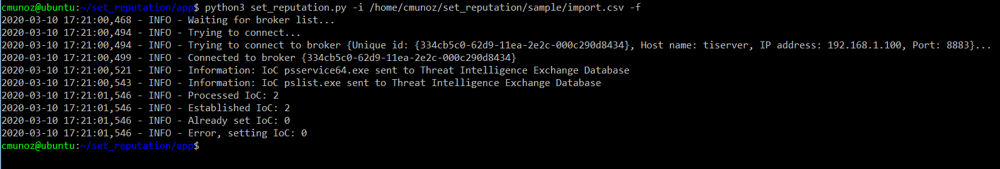 cmunoz@ubuntu:~/set_reputation/app$ python3 set_reputation.py -i /home/cmunoz/set_reputation/sample/import.csv -f
2020-03-10 17:21:00,468 - INFO - Waiting for broker list...
2020-03-10 17:21:00,494 - INFO - Trying to connect...
2020-03-10 17:21:00,494 - INFO - Trying to connect to broker {Unique id: {334cb5c0-62d9-11ea-2e2c-000c290d8434}, Host name: tiserver, IP address: 192.168.1.100, Port: 8883}...
2020-03-10 17:21:00,499 - INFO - Connected to broker {334cb5c0-62d9-11ea-2e2c-000c290d8434}
2020-03-10 17:21:00,521 - INFO - Information: IoC psservice64.exe sent to Threat Intelligence Exchange Database
2020-03-10 17:21:00,543 - INFO - Information: IoC pslist.exe sent to Threat Intelligence Exchange Database
2020-03-10 17:21:01,546 - INFO - Processed IoC: 2
2020-03-10 17:21:01,546 - INFO - Established IoC: 2
2020-03-10 17:21:01,546 - INFO - Already set IoC: 0
2020-03-10 17:21:01,546 - INFO - Error, setting IoC: 0
cmunoz@ubuntu:~/set_reputation/app$